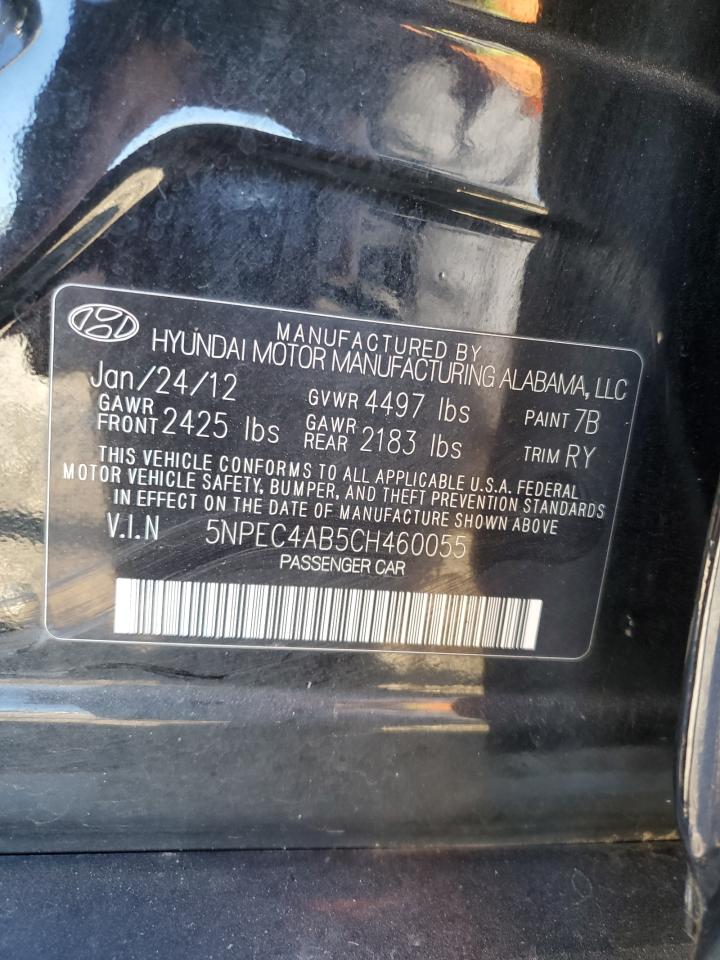 MANUFACTURED BY
HYUNDAI MOTOR MANUFACTURING ALABAMA, LLC
Jan/24/12 GVWR 4497 lbs PAINT 7B
GAWR FRONT 2425 lbs GAWR REAR 2183 lbs TRIM RY
THIS VEHICLE CONFORMS TO ALL APPLICABLE U.S.A. FEDERAL
MOTOR VEHICLE SAFETY, BUMPER, AND THEFT PREVENTION STANDARDS
IN EFFECT ON THE DATE OF MANUFACTURE SHOWN ABOVE
V.I.N 5NPEC4AB5CH460055
PASSENGER CAR